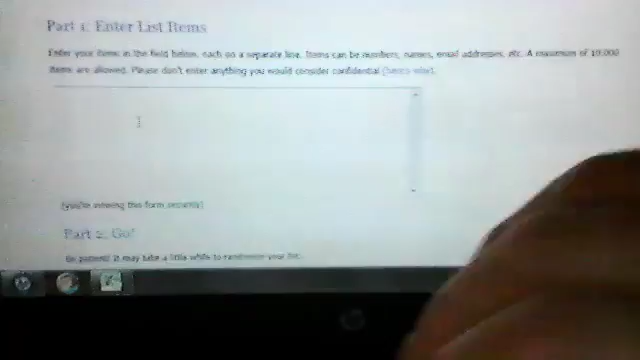 Part 1: Enter List Items
Enter your items in the field below, each on a separate line. Items can be numbers, names, email addresses, etc. A maximum of 10,000
items are allowed. Please don't enter anything you would consider confidential
(you're viewing this form securely)
Part 2: Go!
Be patient! It may take a little while to randomize your list.